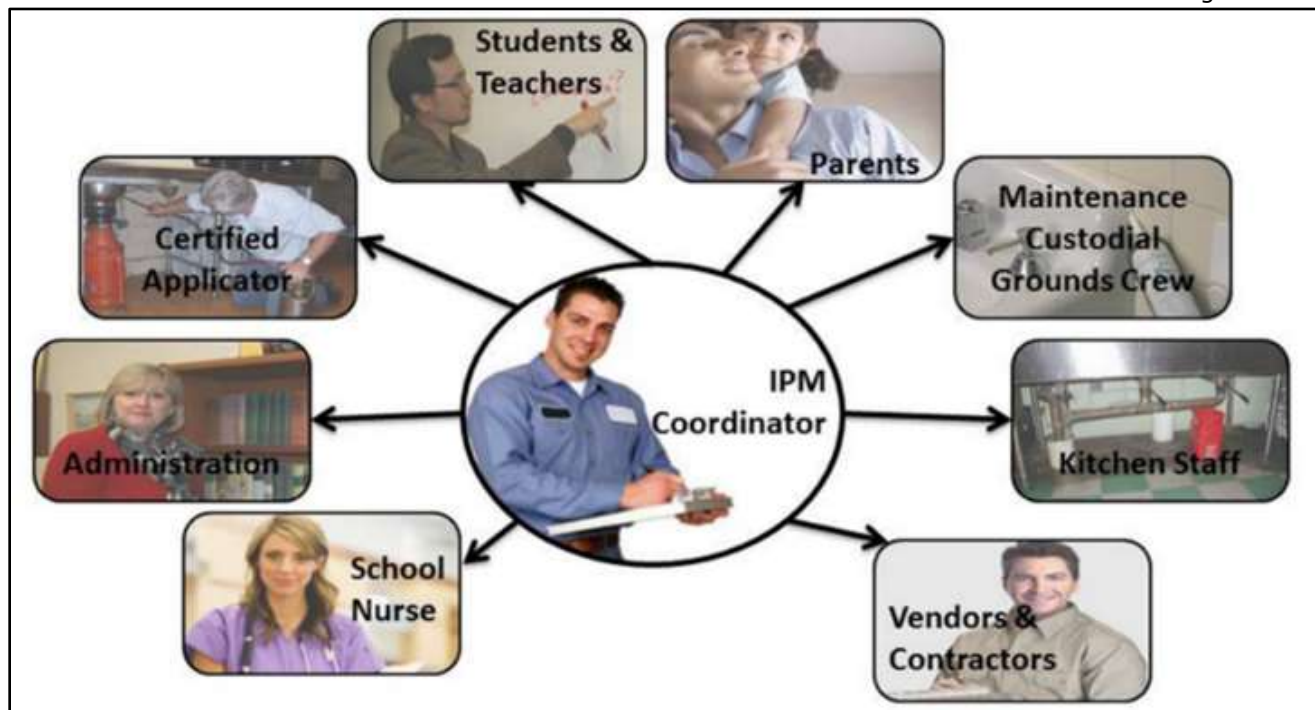 Students &
Teachers
Parents
Maintenance
Custodial
Grounds Crew
Certified
Applicator
IPM
Coordinator
Administration
Kitchen Staff
School
Nurse
Vendors &
Contractors